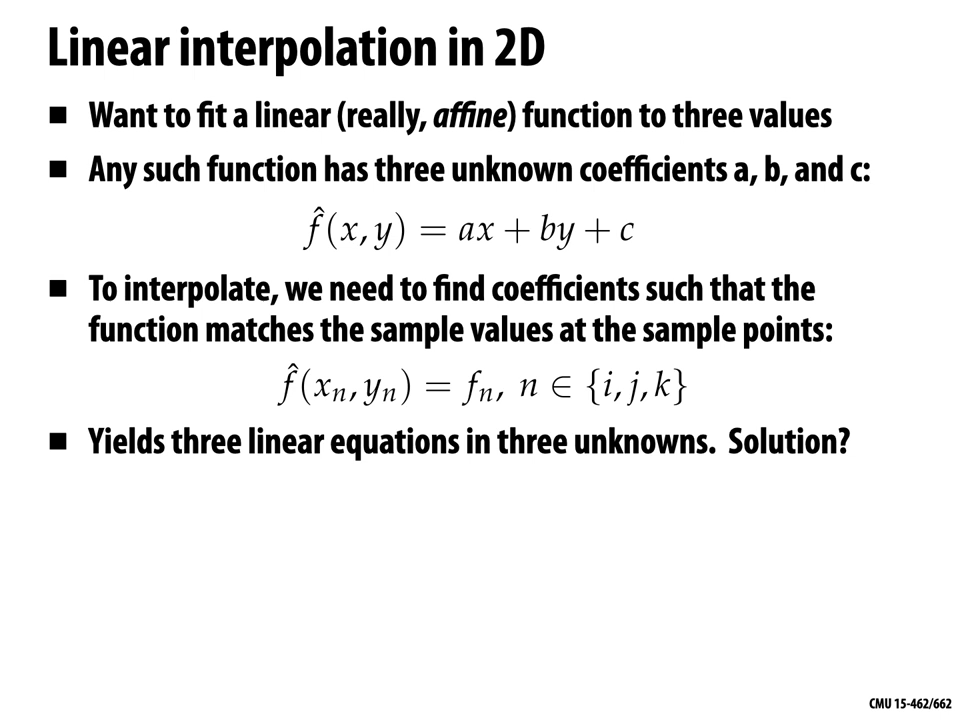 Linear interpolation in 2D
■ Want to fit a linear (really, affine) function to three values
■ Any such function has three unknown coefficients a, b, and c:
f̂(x, y) = ax + by + c
■ To interpolate, we need to find coefficients such that the
function matches the sample values at the sample points:
f̂(xₙ, yₙ) = fₙ, n ∈ {i, j, k}
■ Yields three linear equations in three unknowns. Solution?
CMU 15-462/662